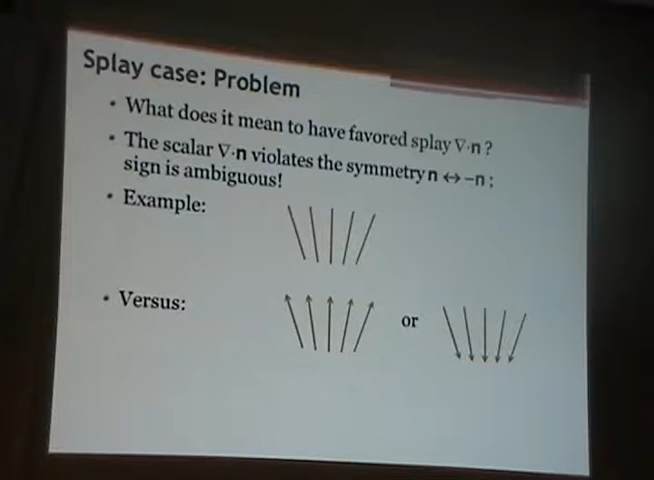 Splay case: Problem
• What does it mean to have favored splay ∇·n ?
• The scalar ∇·n violates the symmetry n ↔ −n ;
sign is ambiguous!
• Example:
• Versus:
or